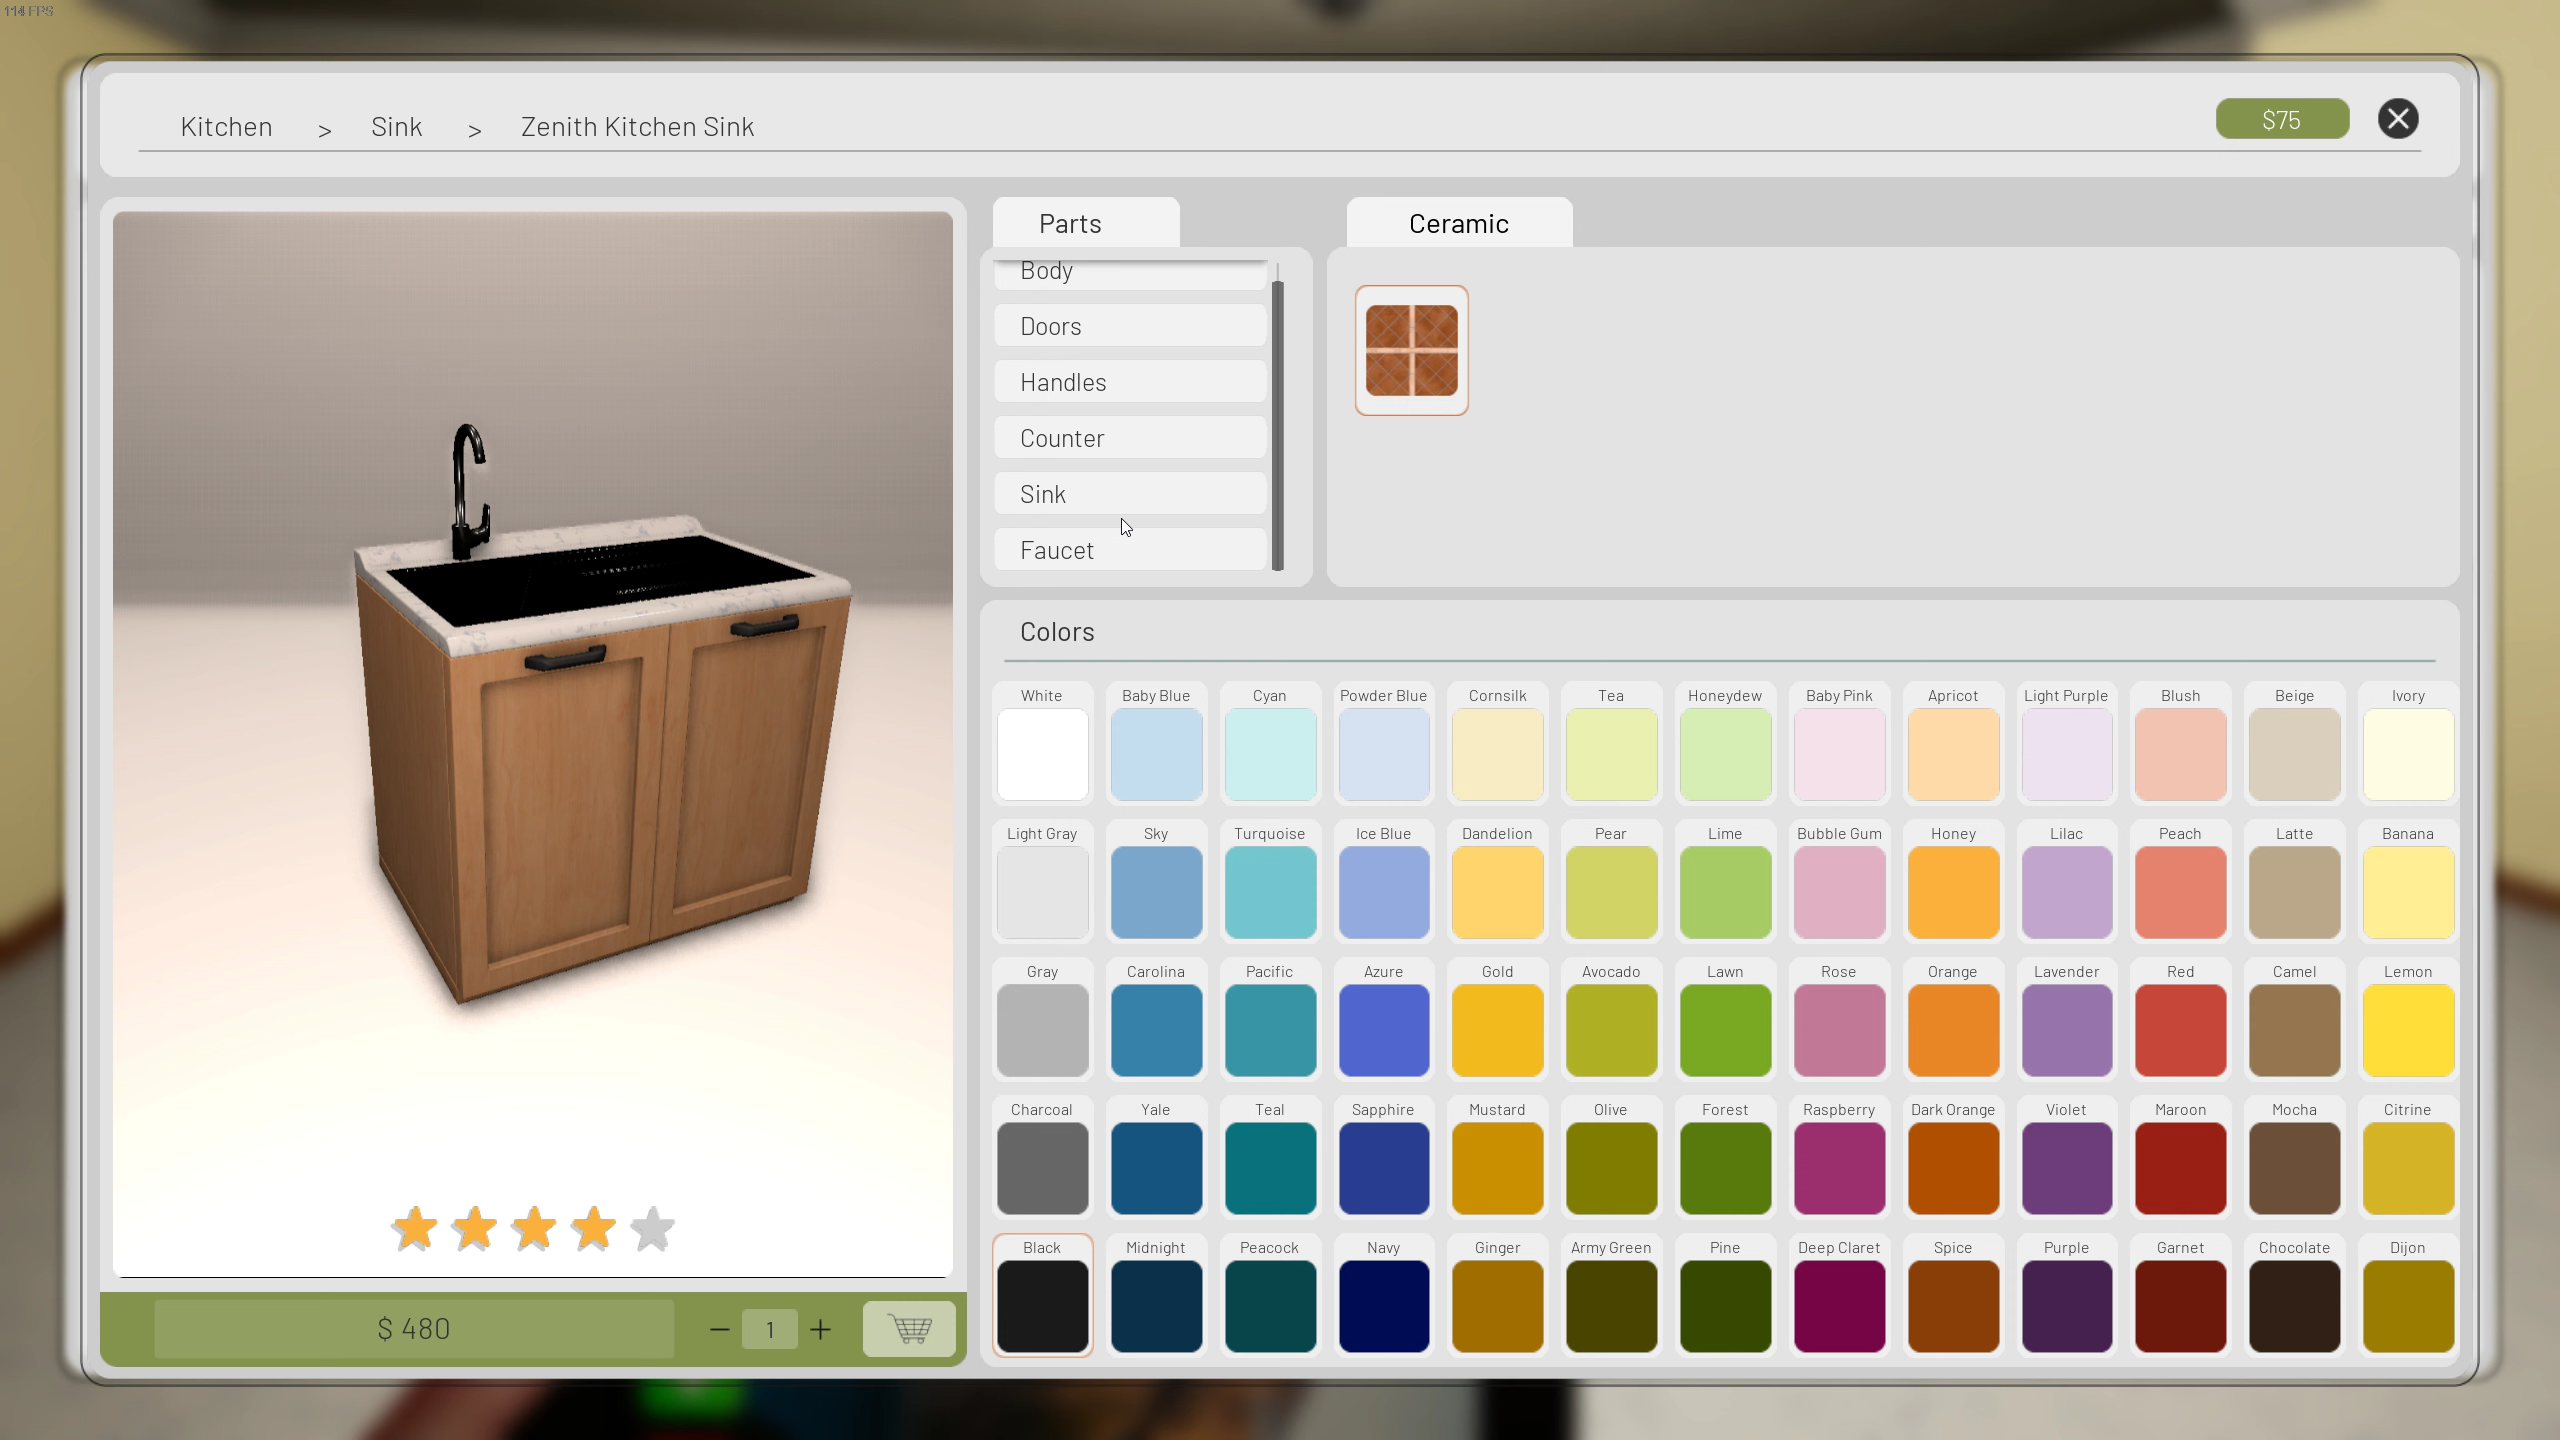 114 FPS
Kitchen > Sink > Zenith Kitchen Sink
$75
Parts
Ceramic
Body
Doors
Handles
Counter
Sink
Faucet
Colors
White Baby Blue Cyan Powder Blue Cornsilk Tea Honeydew Baby Pink Apricot Light Purple Blush Beige Ivory
Light Gray Sky Turquoise Ice Blue Dandelion Pear Lime Bubble Gum Honey Lilac Peach Latte Banana
Gray Carolina Pacific Azure Gold Avocado Lawn Rose Orange Lavender Red Camel Lemon
Charcoal Yale Teal Sapphire Mustard Olive Forest Raspberry Dark Orange Violet Maroon Mocha Citrine
Black Midnight Peacock Navy Ginger Army Green Pine Deep Claret Spice Purple Garnet Chocolate Dijon
$ 480
− 1 +